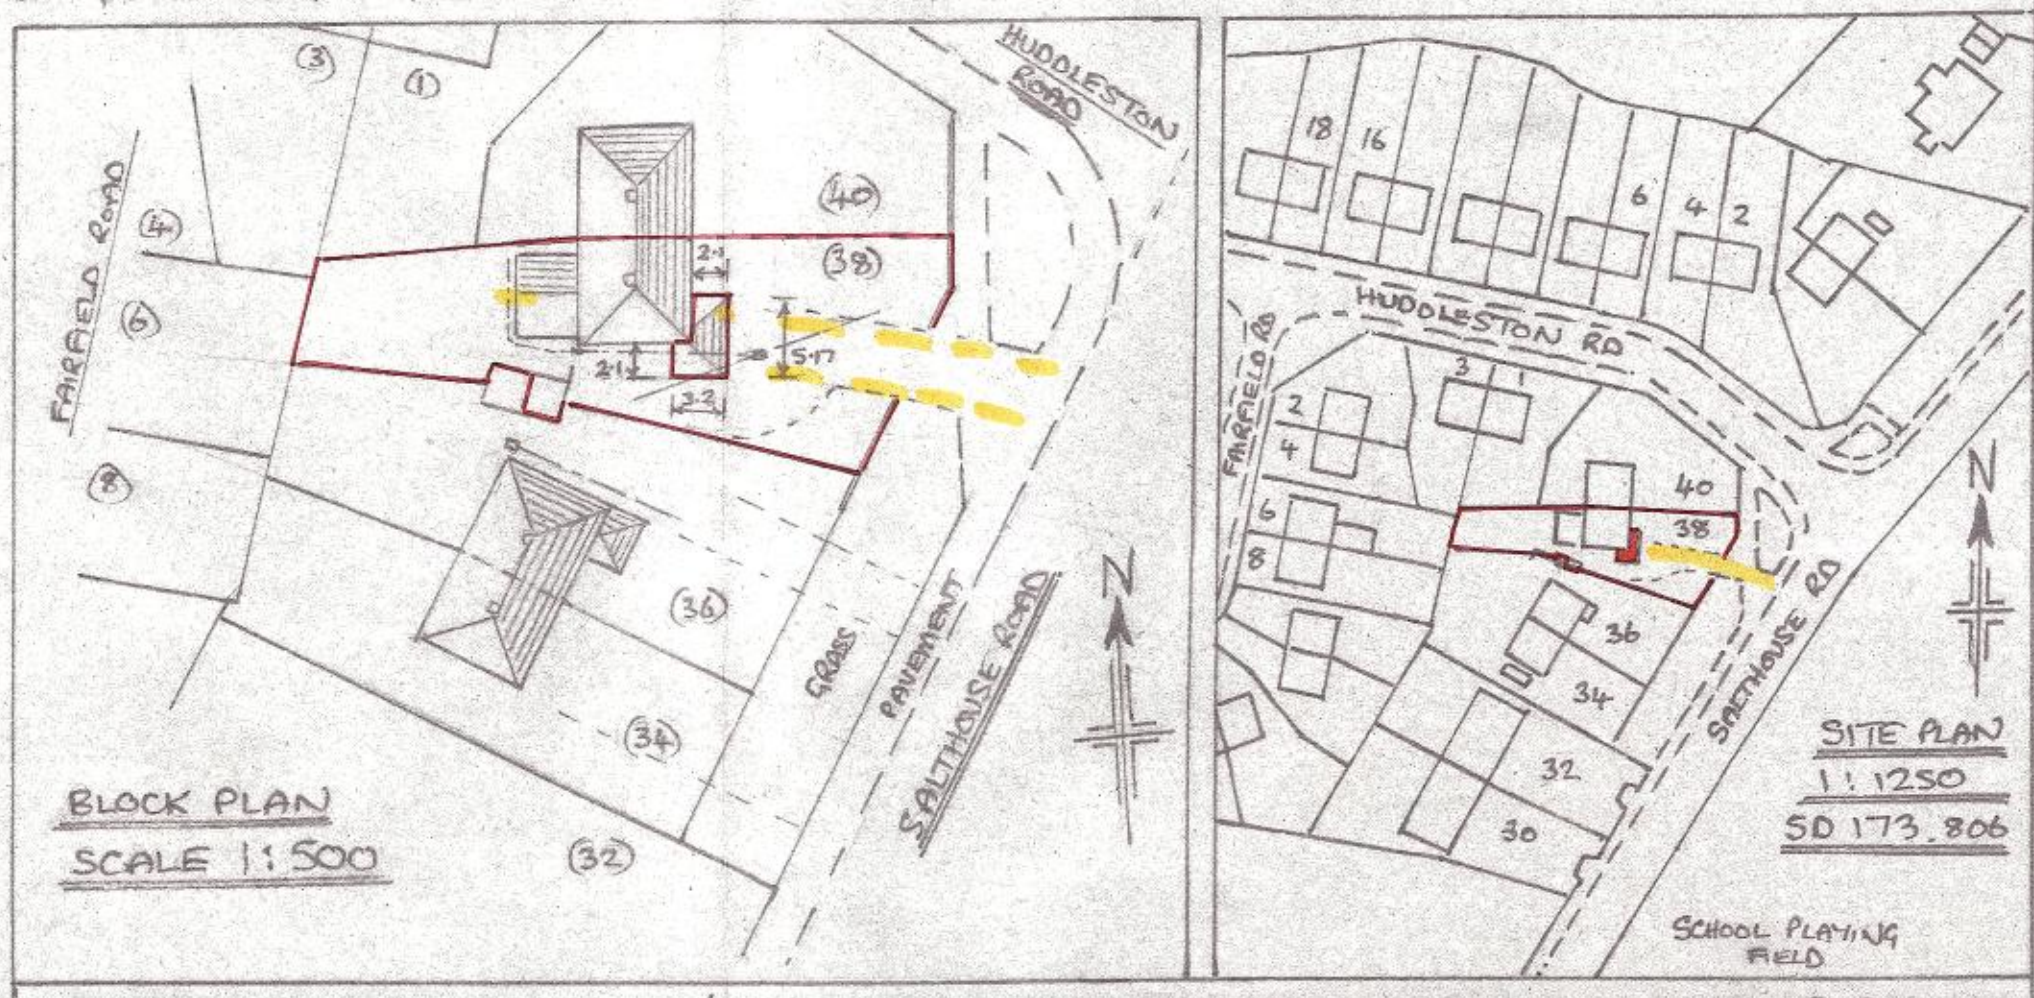 HUDDLESTON
ROAD
(3)
(1)
FAIRFIELD ROAD
(4)
(40)
(38)
2.1
(6)
5.17
2.1
3.2
(8)
(36)
GRASS
PAVEMENT
SALTHOUSE ROAD
N
(34)
(32)
BLOCK PLAN
SCALE 1:500
18
16
6
4
2
HUDDLESTON RD
FAIRFIELD RD
3
2
4
40
38
6
8
36
34
SALTHOUSE RD
N
32
30
SITE PLAN
1:1250
SD 173.806
SCHOOL PLAYING
FIELD